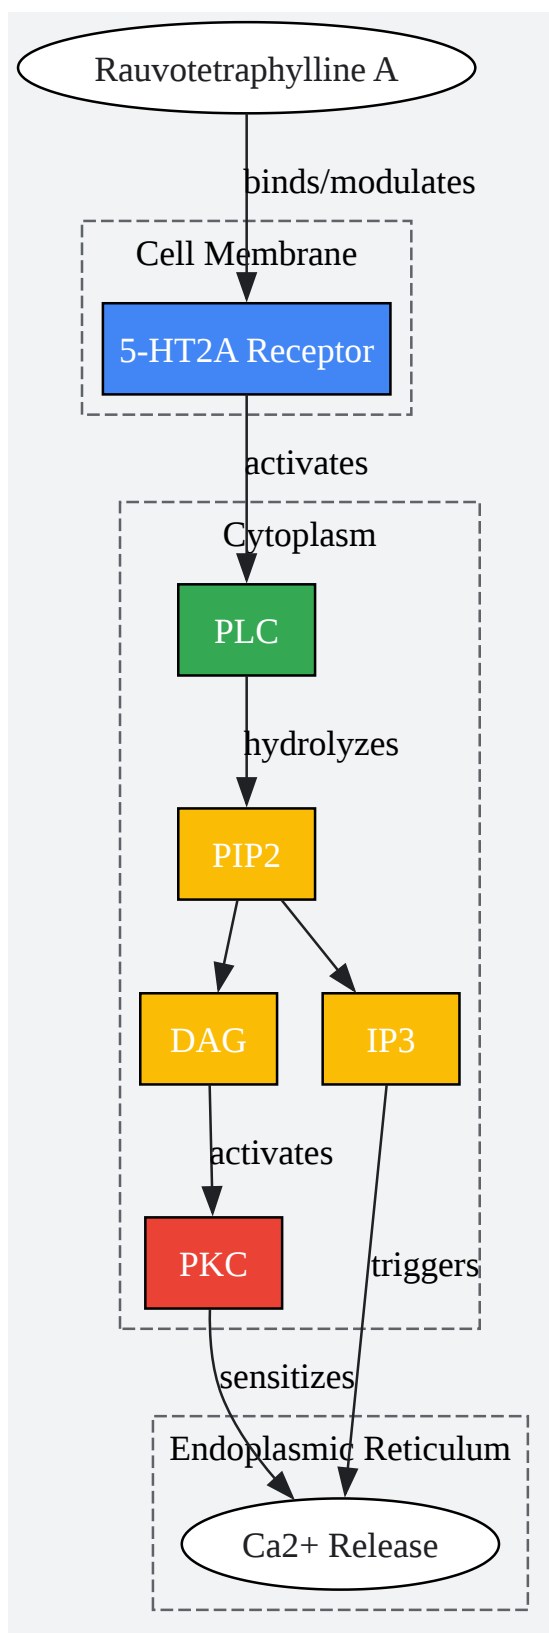 Rauvotetraphylline A
binds/modulates
Cell Membrane
5-HT2A Receptor
activates
Cytoplasm
PLC
hydrolyzes
PIP2
DAG
IP3
activates
PKC
triggers
sensitizes
Endoplasmic Reticulum
Ca2+ Release